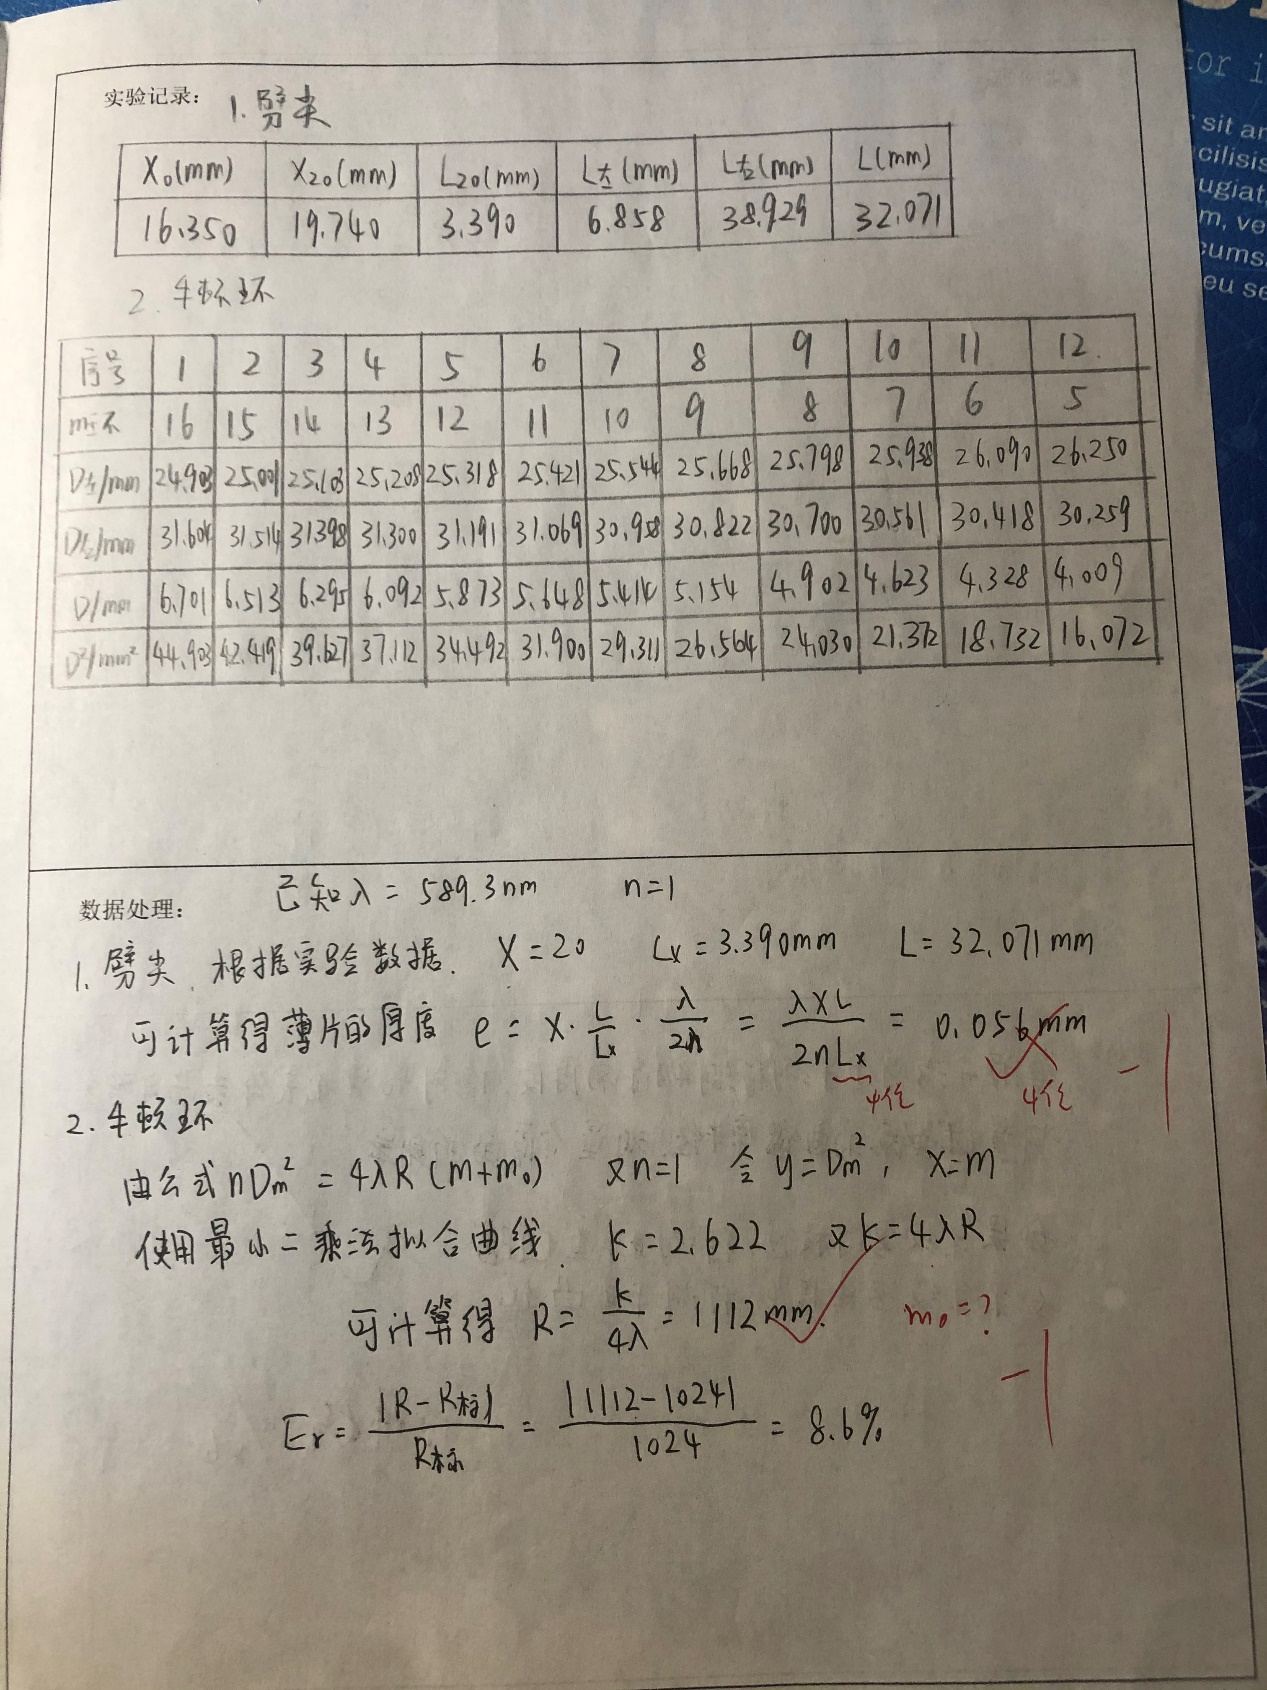 实验记录: 1.劈尖
X₀(mm) X₂₀(mm) L₂₀(mm) L左(mm) L右(mm) L(mm)
16.350 19.740 3.390 6.858 38.929 32.071
2. 牛顿环
序号 1 2 3 4 5 6 7 8 9 10 11 12.
m环 16 15 14 13 12 11 10 9 8 7 6 5
D左/mm 24.903 25.001 25.103 25.208 25.318 25.421 25.544 25.668 25.798 25.938 26.090 26.250
D右/mm 31.604 31.514 31.398 31.300 31.191 31.069 30.958 30.822 30.700 30.561 30.418 30.259
D/mm 6.701 6.513 6.295 6.092 5.873 5.648 5.414 5.154 4.902 4.623 4.328 4.009
D²/mm² 44.903 42.419 39.627 37.112 34.492 31.900 29.311 26.564 24.030 21.372 18.732 16.072
数据处理: 已知λ = 589.3nm n=1
1. 劈尖. 根据实验数据. X=20 Lx=3.390mm L=32.071mm
可计算得薄片的厚度 e = X·L/Lx·λ/2n = λXL/2nLx = 0.056mm -1
4位 4位
2. 牛顿环
由公式 nDm² = 4λR(m+m₀) 又n=1 令y=Dm², X=m
使用最小二乘法拟合曲线. k=2.622 又k=4λR
可计算得 R= k/4λ = 1112mm. m₀=?
-1
Er= |R-R标|/R标 = |1112-1024|/1024 = 8.6%
or i
sit am
cilisis
ugiat,
m, ve
cums
eu se